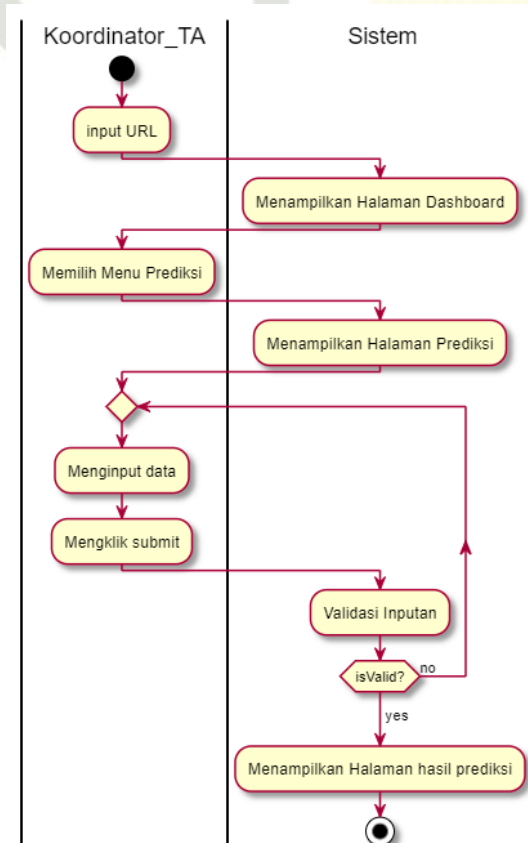 Koordinator_TA
Sistem
input URL
Menampilkan Halaman Dashboard
Memilih Menu Prediksi
Menampilkan Halaman Prediksi
Menginput data
Mengklik submit
Validasi Inputan
isValid?
no
yes
Menampilkan Halaman hasil prediksi